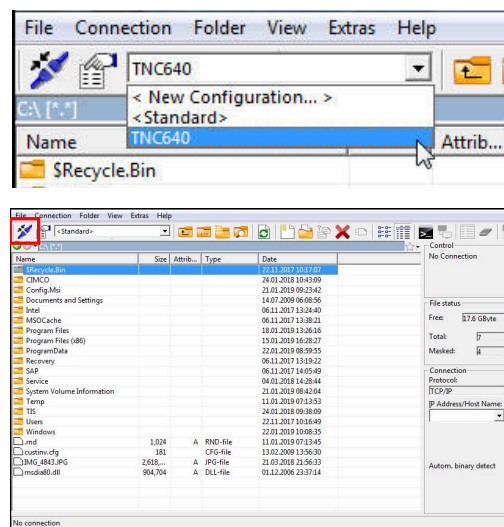 File Connection Folder View Extras Help
TNC640
C:\ [*.*]
< New Configuration... >
<Standard>
TNC640
Name Attrib...
$Recycle.Bin
File Connection Folder View Extras Help
<Standard>
C:\ [*.*]
Name Size Attrib... Type Date
$Recycle.Bin 22.11.2017 10:17:07
CIMCO 24.01.2018 10:43:09
Config.Msi 21.01.2019 09:23:42
Documents and Settings 14.07.2009 06:08:56
Intel 06.11.2017 13:24:40
MSOCache 06.11.2017 13:38:21
Program Files 18.01.2019 13:26:16
Program Files (x86) 15.01.2019 16:28:27
ProgramData 22.01.2019 08:59:55
Recovery 06.11.2017 13:19:22
SAP 06.11.2017 14:05:49
Service 04.01.2018 14:28:44
System Volume Information 21.01.2019 08:42:04
Temp 11.01.2019 07:13:53
TIS 24.01.2018 09:38:09
Users 22.11.2017 10:16:49
Windows 22.01.2019 10:08:35
.rnd 1,024 A RND-file 11.01.2019 07:13:45
custinv.cfg 181 CFG-file 13.02.2009 13:56:30
IMG_4843.JPG 2,618,... A JPG-file 21.03.2018 21:56:33
msdia80.dll 904,704 A DLL-file 01.12.2006 23:37:14
Control
No Connection
File status
Free: 17.6 GByte
Total: 7
Masked: 4
Connection
Protocol:
TCP/IP
IP Address/Host Name:
Autom. binary detect
No connection